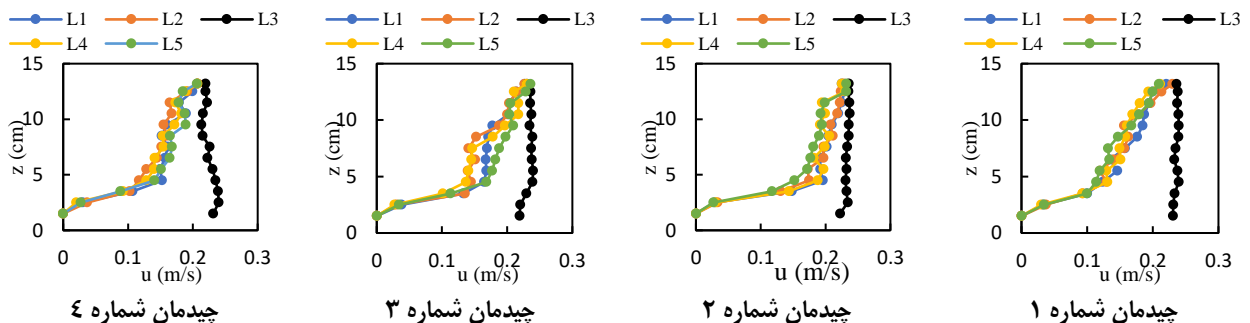 L1 L2 L3
L4 L5
15
10
5
0
z (cm)
0 0.1 0.2 0.3
u (m/s)
چیدمان شماره ٤
L1 L2 L3
L4 L5
15
10
5
0
z (cm)
0 0.1 0.2 0.3
u (m/s)
چیدمان شماره ۳
L1 L2 L3
L4 L5
15
10
5
0
z (cm)
0 0.1 0.2 0.3
u (m/s)
چیدمان شماره ۲
L1 L2 L3
L4 L5
15
10
5
0
z (cm)
0 0.1 0.2 0.3
u (m/s)
چیدمان شماره ۱